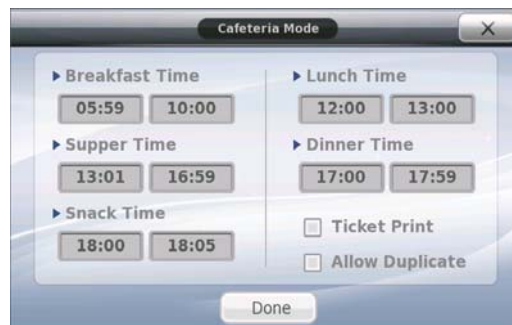 Cafeteria Mode
Breakfast Time
05:59 10:00
Supper Time
13:01 16:59
Snack Time
18:00 18:05
Lunch Time
12:00 13:00
Dinner Time
17:00 17:59
Ticket Print
Allow Duplicate
Done